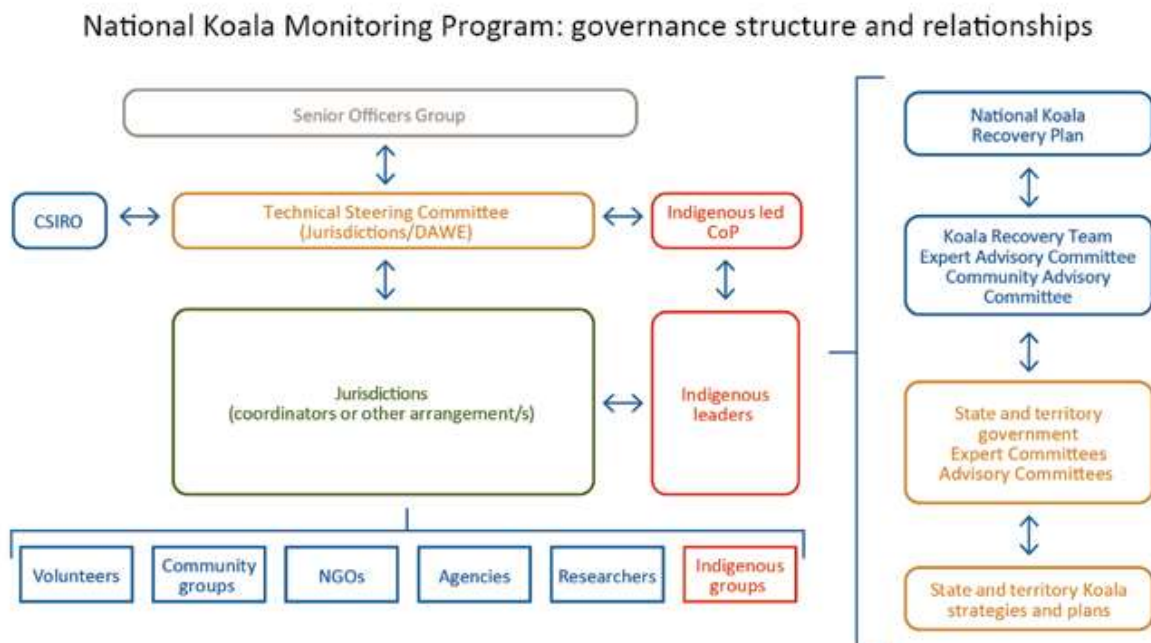 National Koala Monitoring Program: governance structure and relationships
Senior Officers Group
CSIRO
Technical Steering Committee
(Jurisdictions/DAWE)
Indigenous led
CoP
Jurisdictions
(coordinators or other arrangement/s)
Indigenous
leaders
Volunteers
Community
groups
NGOs
Agencies
Researchers
Indigenous
groups
National Koala
Recovery Plan
Koala Recovery Team
Expert Advisory Committee
Community Advisory
Committee
State and territory
government
Expert Committees
Advisory Committees
State and territory Koala
strategies and plans